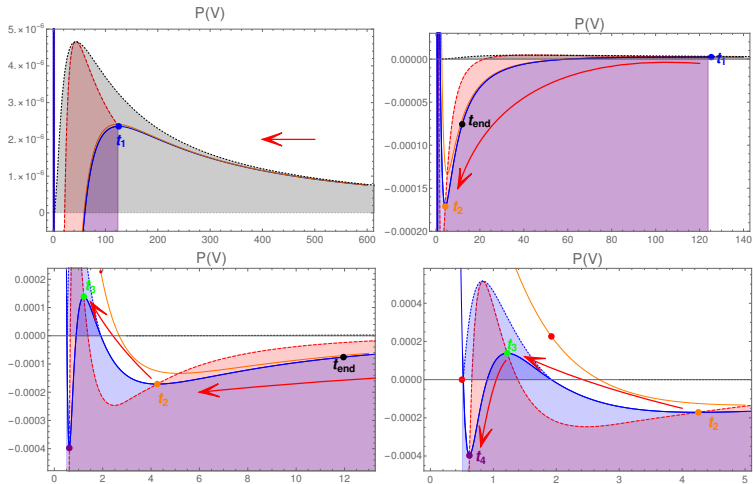 P(V)
P(V)
5.×10⁻⁶
4.×10⁻⁶
3.×10⁻⁶
2.×10⁻⁶
1.×10⁻⁶
0
t₁
0 100 200 300 400 500 600
0.00000
-0.00005
-0.00010
-0.00015
-0.00020
t₁
t_end
t₂
0 20 40 60 80 100 120 140
P(V)
P(V)
0.0002
0.0001
0.0000
-0.0001
-0.0002
-0.0003
-0.0004
t₃
t₂
t_end
0 2 4 6 8 10 12
0.0004
0.0002
0.0000
-0.0002
-0.0004
t₃
t₂
t₄
0 1 2 3 4 5